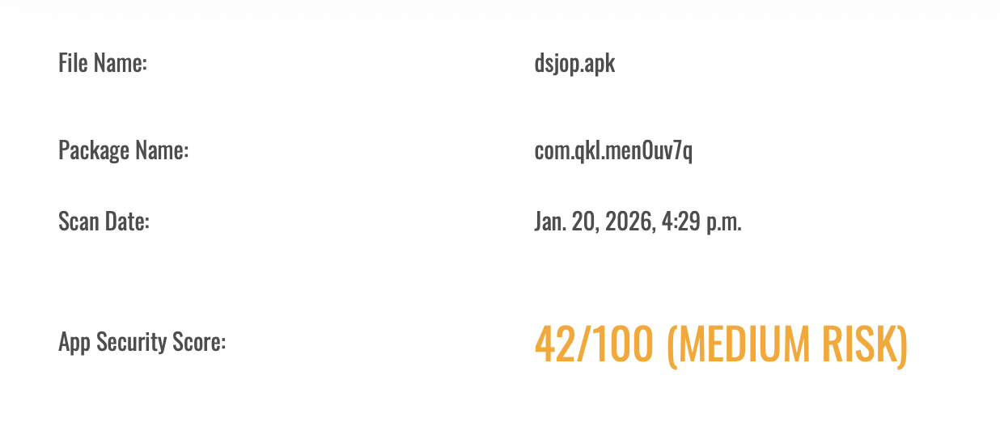 File Name: dsjop.apk
Package Name: com.qkl.men0uv7q
Scan Date: Jan. 20, 2026, 4:29 p.m.
App Security Score: 42/100 (MEDIUM RISK)